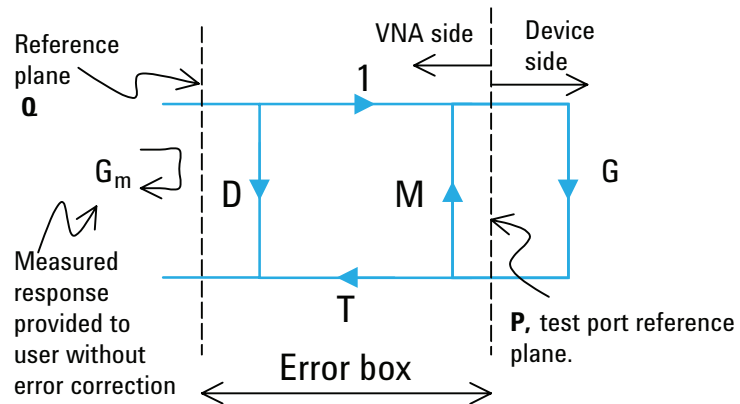 Reference
plane
Q
VNA side
Device
side
1
Gm
D
M
G
Measured
response
provided to
user without
error correction
T
P, test port reference
plane.
Error box